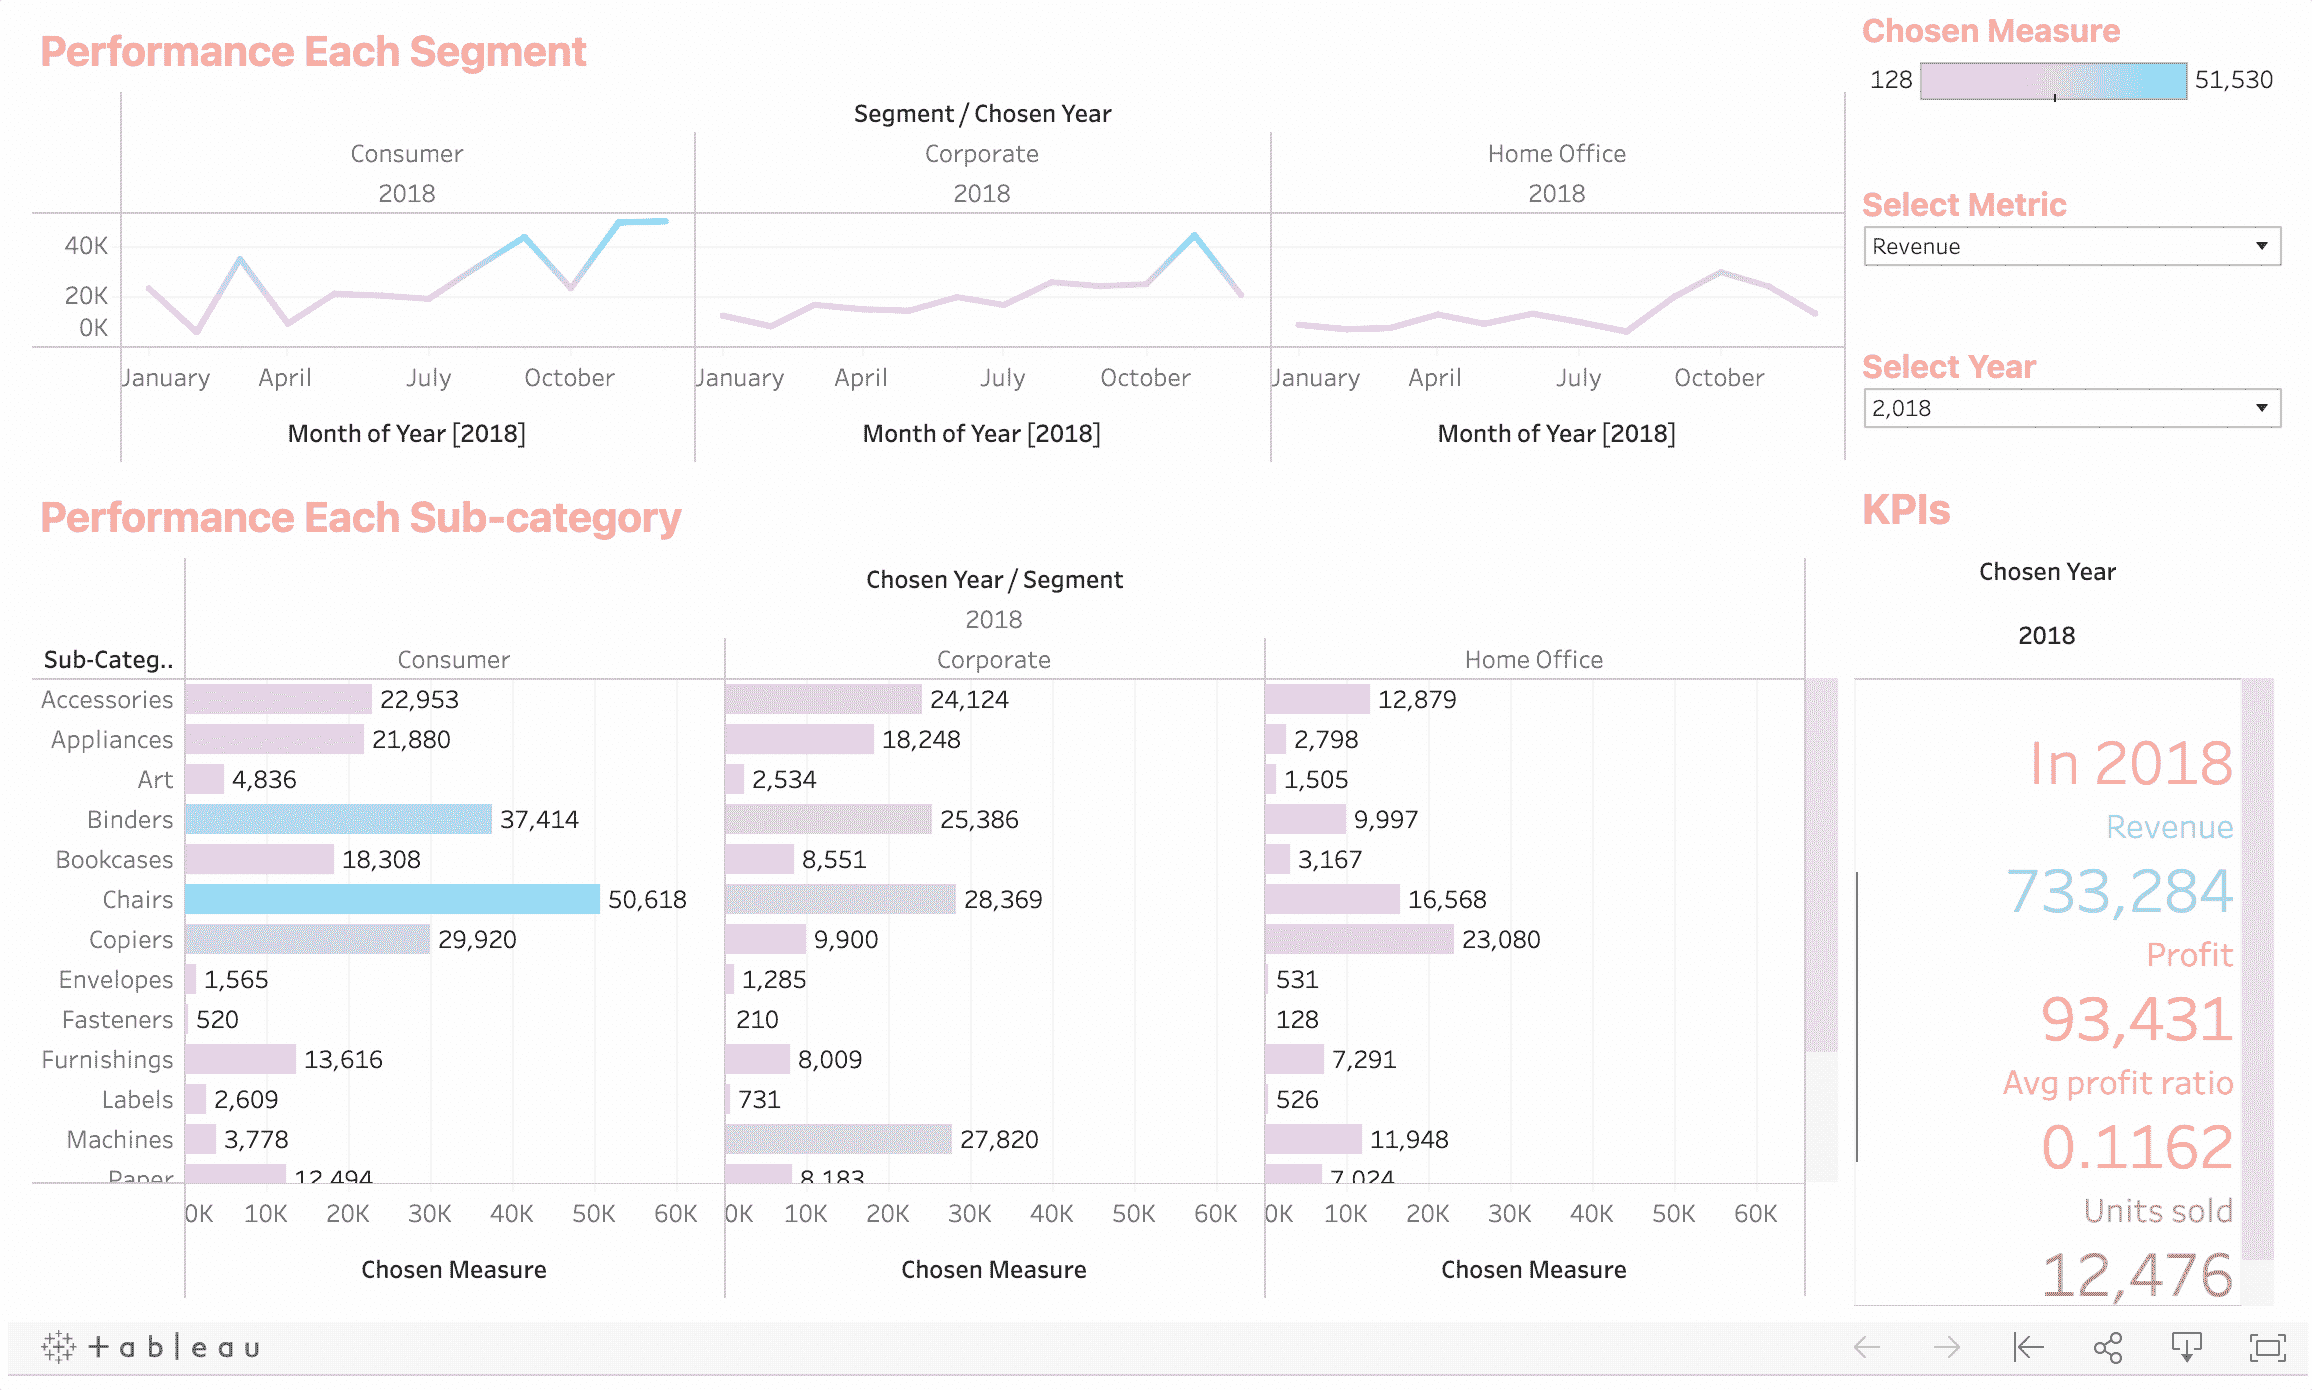 Performance Each Segment
Segment / Chosen Year
Consumer Corporate Home Office
2018 2018 2018
40K
20K
0K
January April July October January April July October January April July October
Month of Year [2018] Month of Year [2018] Month of Year [2018]
Chosen Measure
128 51,530
Select Metric
Revenue
Select Year
2,018
Performance Each Sub-category
Chosen Year / Segment
2018
Sub-Categ.. Consumer Corporate Home Office
Accessories 22,953 24,124 12,879
Appliances 21,880 18,248 2,798
Art 4,836 2,534 1,505
Binders 37,414 25,386 9,997
Bookcases 18,308 8,551 3,167
Chairs 50,618 28,369 16,568
Copiers 29,920 9,900 23,080
Envelopes 1,565 1,285 531
Fasteners 520 210 128
Furnishings 13,616 8,009 7,291
Labels 2,609 731 526
Machines 3,778 27,820 11,948
Paper 12,494 8,183 7,024
0K 10K 20K 30K 40K 50K 60K 0K 10K 20K 30K 40K 50K 60K 0K 10K 20K 30K 40K 50K 60K
Chosen Measure Chosen Measure Chosen Measure
KPIs
Chosen Year
2018
In 2018
Revenue
733,284
Profit
93,431
Avg profit ratio
0.1162
Units sold
12,476
+ableau